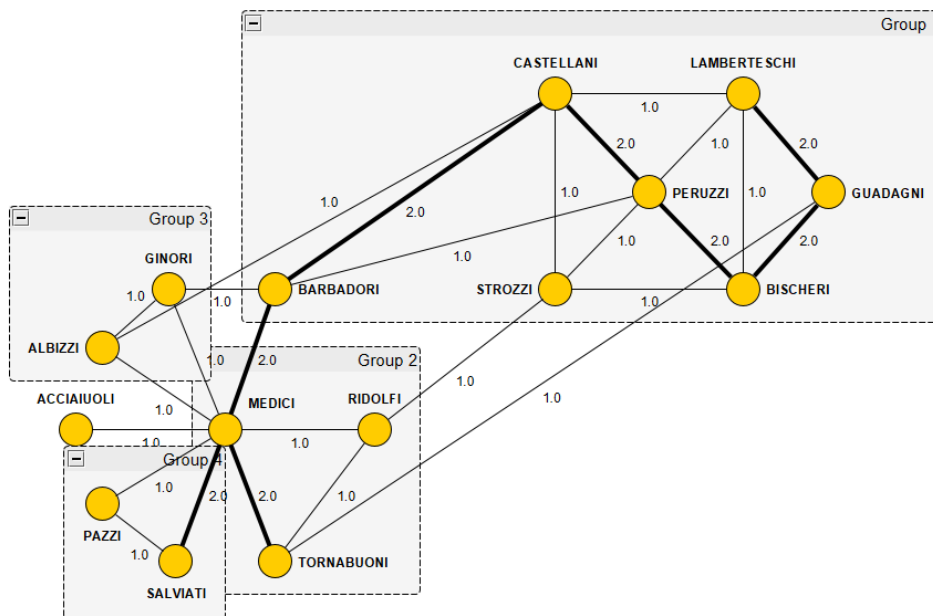 Group
CASTELLANI
LAMBERTESCHI
1.0
2.0
1.0
2.0
1.0
1.0
1.0
PERUZZI
GUADAGNI
2.0
Group 3
1.0
2.0
2.0
GINORI
1.0
1.0
1.0
BARBADORI
STROZZI
1.0
BISCHERI
ALBIZZI
1.0
2.0
Group 2
1.0
ACCIAIUOLI
MEDICI
RIDOLFI
1.0
1.0
1.0
1.0
Group 4
1.0
2.0
2.0
1.0
PAZZI
1.0
TORNABUONI
SALVIATI